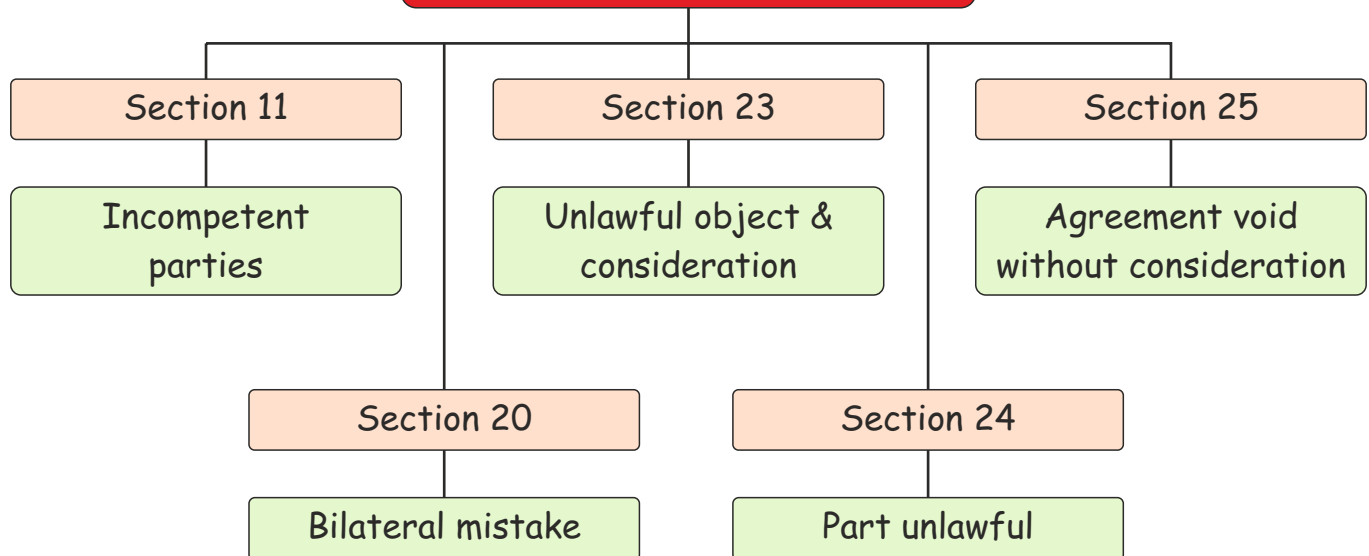 Section 11
Section 23
Section 25
Incompetent
parties
Unlawful object &
consideration
Agreement void
without consideration
Section 20
Section 24
Bilateral mistake
Part unlawful